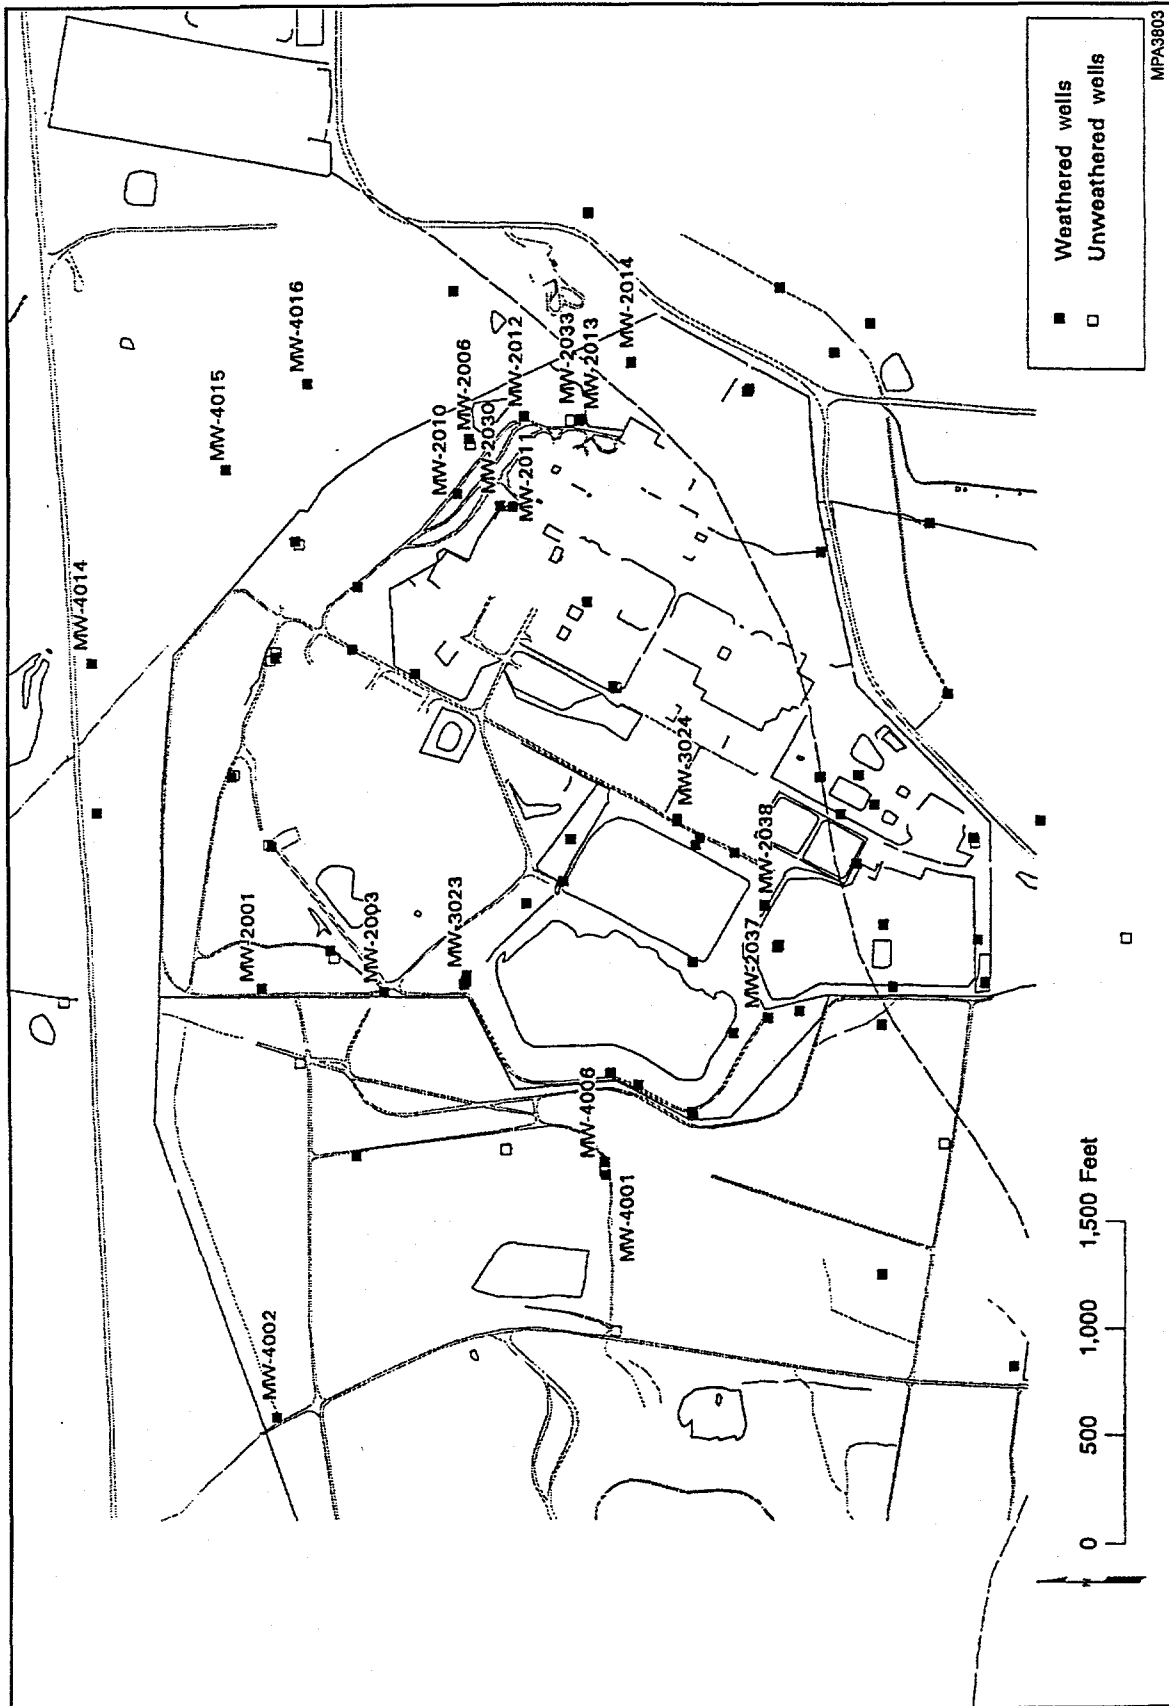 MW-4002
MW-4001
MW-4006
MW-2001
MW-2003
MW-3023
MW-2037
MW-2038
MW-3024
MW-4014
MW-4015
MW-4016
MW-2010
MW-2006
MW-2030
MW-2012
MW-2011
MW-2033
MW-2013
MW-2014
0 500 1,000 1,500 Feet
N
Weathered wells
Unweathered wells
MPA3803